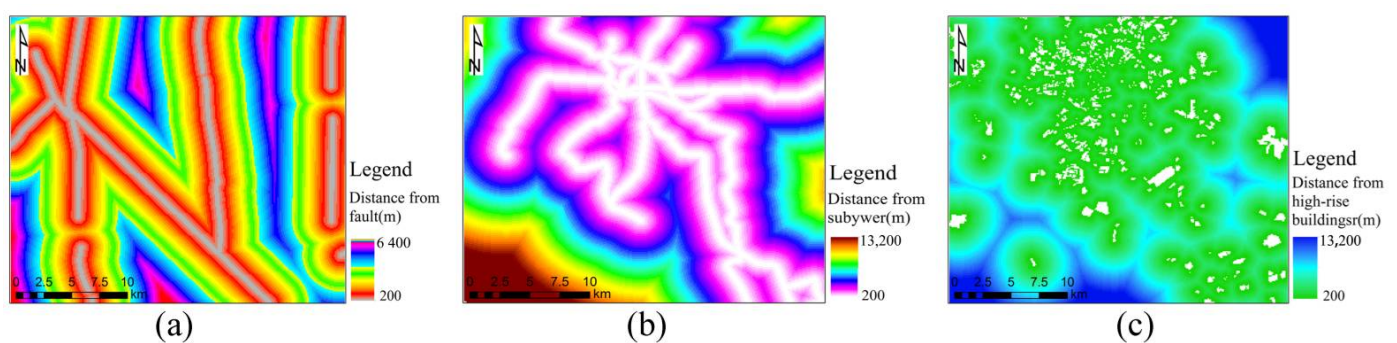 N
Legend
Distance from
fault(m)
6 400
200
0 2.5 5 7.5 10
km
(a)
N
Legend
Distance from
subywer(m)
13,200
200
0 2.5 5 7.5 10
km
(b)
N
Legend
Distance from
high-rise
buildingsr(m)
13,200
200
0 2.5 5 7.5 10
km
(c)